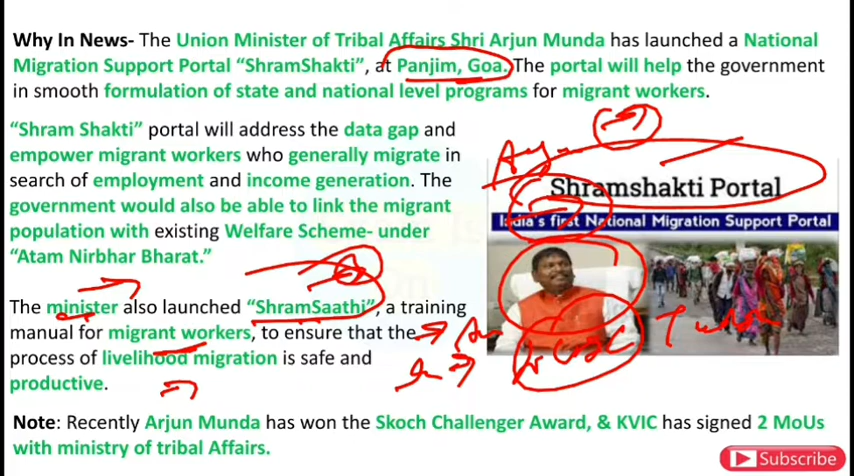 Why In News- The Union Minister of Tribal Affairs Shri Arjun Munda has launched a National
Migration Support Portal “ShramShakti”, at Panjim, Goa. The portal will help the government
in smooth formulation of state and national level programs for migrant workers.
“Shram Shakti” portal will address the data gap and
empower migrant workers who generally migrate in
search of employment and income generation. The
government would also be able to link the migrant
population with existing Welfare Scheme- under
“Atam Nirbhar Bharat.”
The minister also launched “ShramSaathi”, a training
manual for migrant workers, to ensure that the
process of livelihood migration is safe and
productive.
Shramshakti Portal
India's first National Migration Support Portal
Note: Recently Arjun Munda has won the Skoch Challenger Award, & KVIC has signed 2 MoUs
with ministry of tribal Affairs.
Subscribe